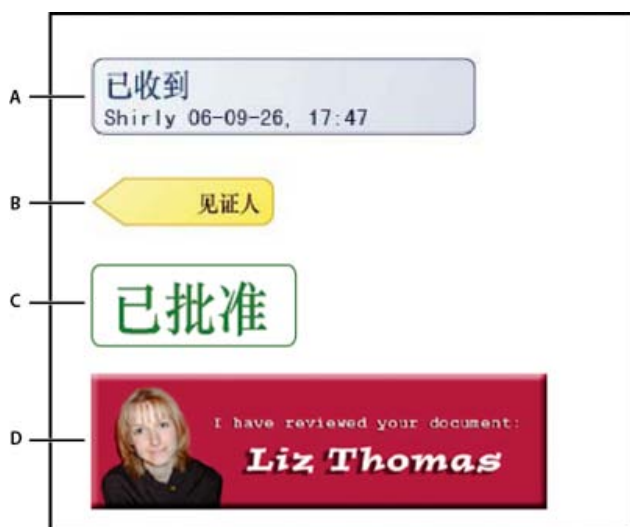 A
已收到
Shirly 06-09-26, 17:47
B
见证人
C
已批准
D
I have reviewed your document:
Liz Thomas